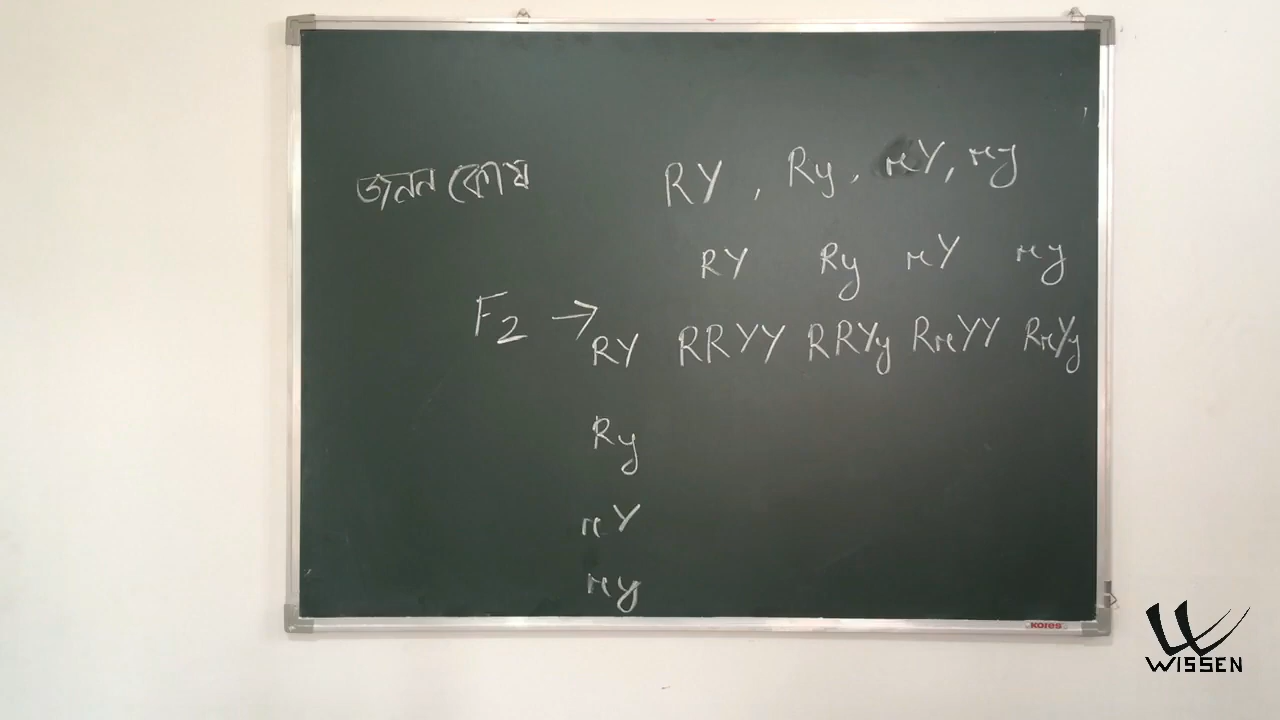 জনন কোষ RY , Ry , rY, ry
RY Ry rY ry
F2 → RY RRYY RRYy RrYY RrYy
Ry
rY
ry
kores
WISSEN